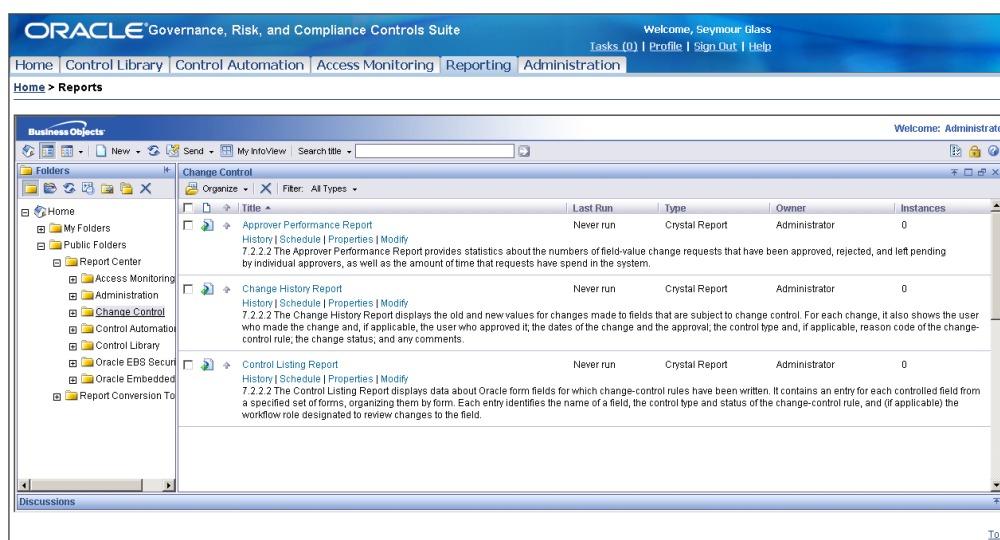 ORACLE Governance, Risk, and Compliance Controls Suite
Welcome, Seymour Glass
Tasks (0) | Profile | Sign Out | Help
Home Control Library Control Automation Access Monitoring Reporting Administration
Home > Reports
Business Objects
Welcome: Administrato
New Send My InfoView Search title
Folders
Change Control
Organize Filter: All Types
Title Last Run Type Owner Instances
Home
My Folders
Public Folders
Report Center
Access Monitoring
Administration
Change Control
Control Automation
Control Library
Oracle EBS Securi
Oracle Embedded
Report Conversion To
Approver Performance Report Never run Crystal Report Administrator 0
History | Schedule | Properties | Modify
7.2.2.2 The Approver Performance Report provides statistics about the numbers of field-value change requests that have been approved, rejected, and left pending
by individual approvers, as well as the amount of time that requests have spend in the system.
Change History Report Never run Crystal Report Administrator 0
History | Schedule | Properties | Modify
7.2.2.2 The Change History Report displays the old and new values for changes made to fields that are subject to change control. For each change, it also shows the user
who made the change and, if applicable, the user who approved it; the dates of the change and the approval; the control type and, if applicable, reason code of the change-
control rule; the change status; and any comments.
Control Listing Report Never run Crystal Report Administrator 0
History | Schedule | Properties | Modify
7.2.2.2 The Control Listing Report displays data about Oracle form fields for which change-control rules have been written. It contains an entry for each controlled field from
a specified set of forms, organizing them by form. Each entry identifies the name of a field, the control type and status of the change-control rule, and (if applicable) the
workflow role designated to review changes to the field.
Discussions
To